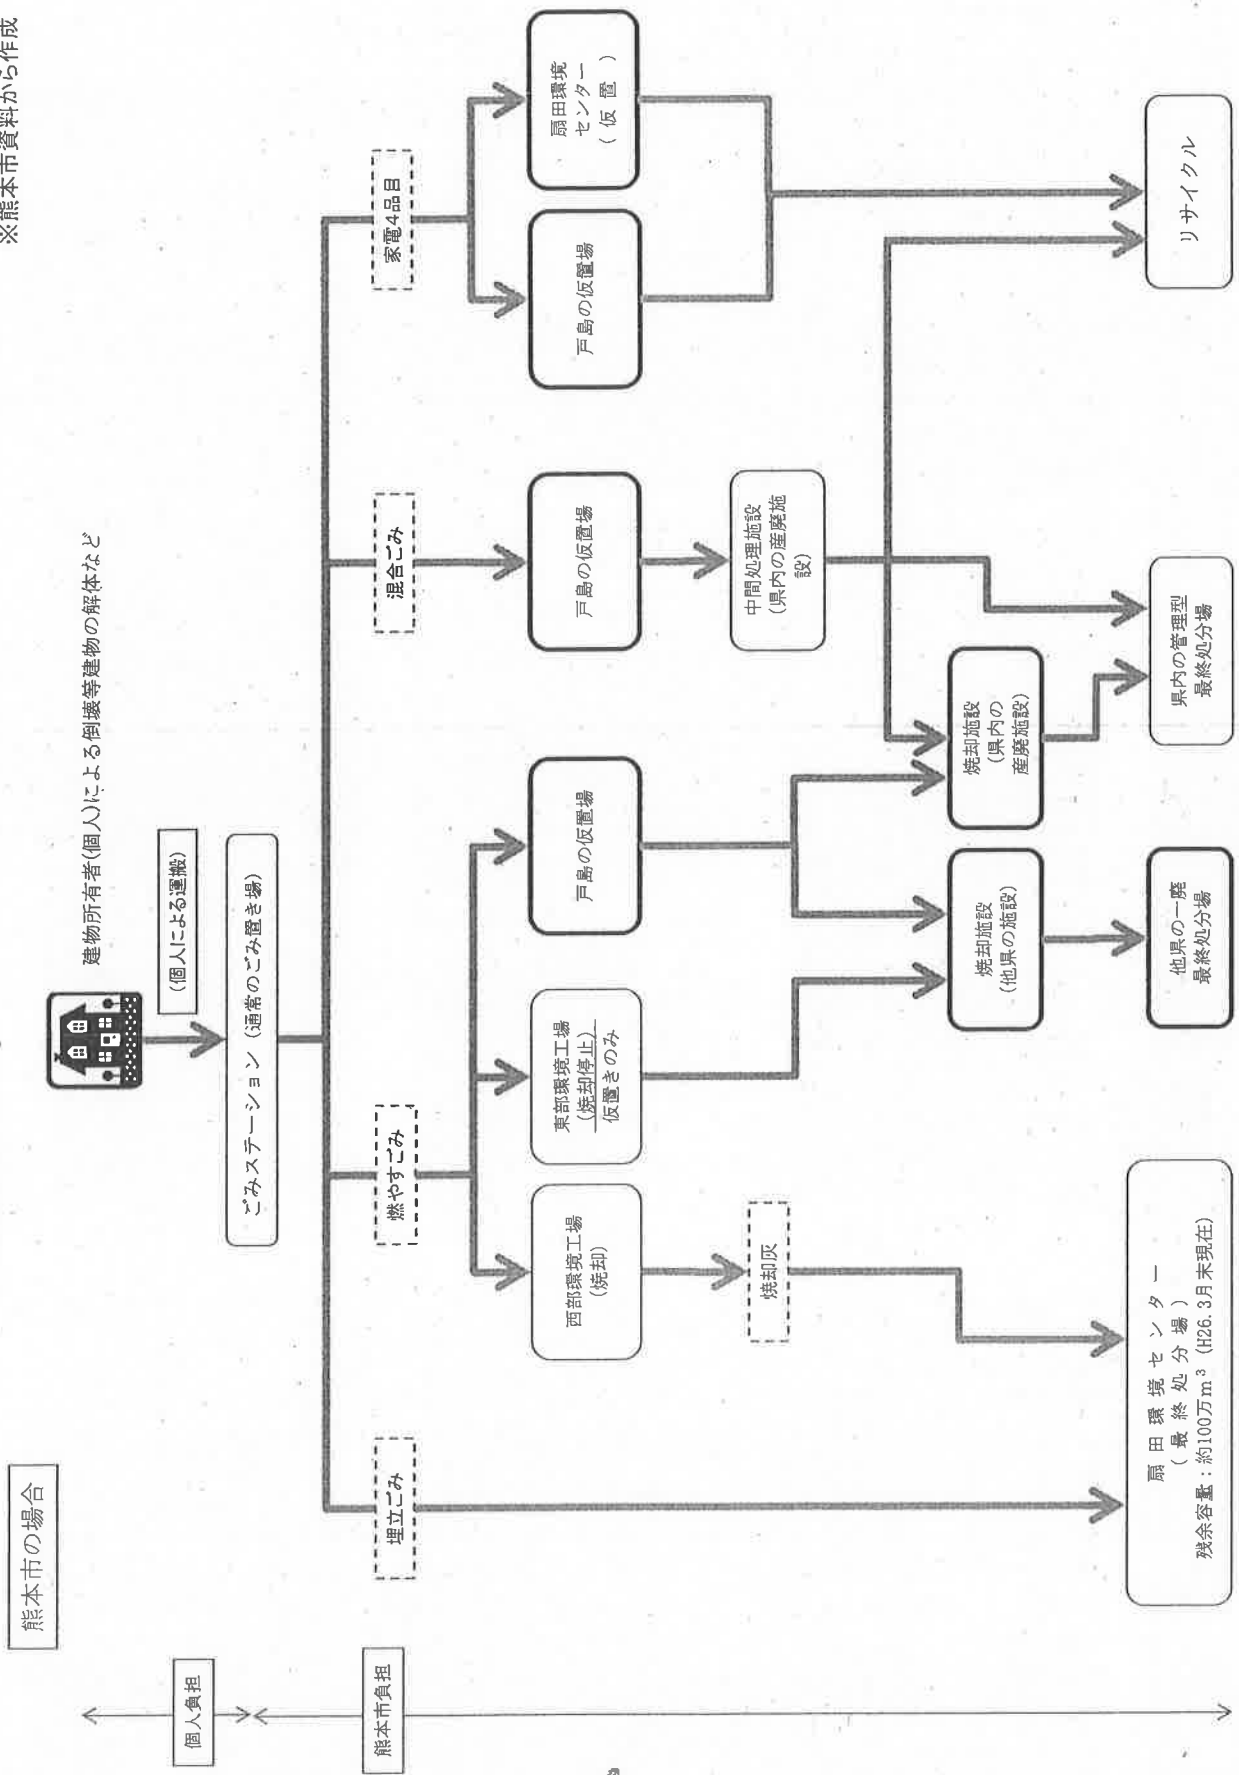 ※熊本市資料から作成
熊本市の場合
建物所有者(個人)による倒壊等建物の解体など
(個人による運搬)
個人負担
ごみステーション (通常のごみ置き場)
熊本市負担
埋立ごみ
燃やすごみ
混合ごみ
家電4品目
西部環境工場
(焼却)
東部環境工場
(焼却停止)
仮置きのみ
戸島の仮置場
戸島の仮置場
戸島の仮置場
扇田環境
センター
(仮置)
焼却灰
中間処理施設
(県内の産廃施
設)
焼却施設
(他県の施設)
焼却施設
(県内の
産廃施設)
扇田環境センター
(最終処分場)
残余容量:約100万m³ (H26.3月末現在)
他県の一廃
最終処分場
県内の管理型
最終処分場
リサイクル